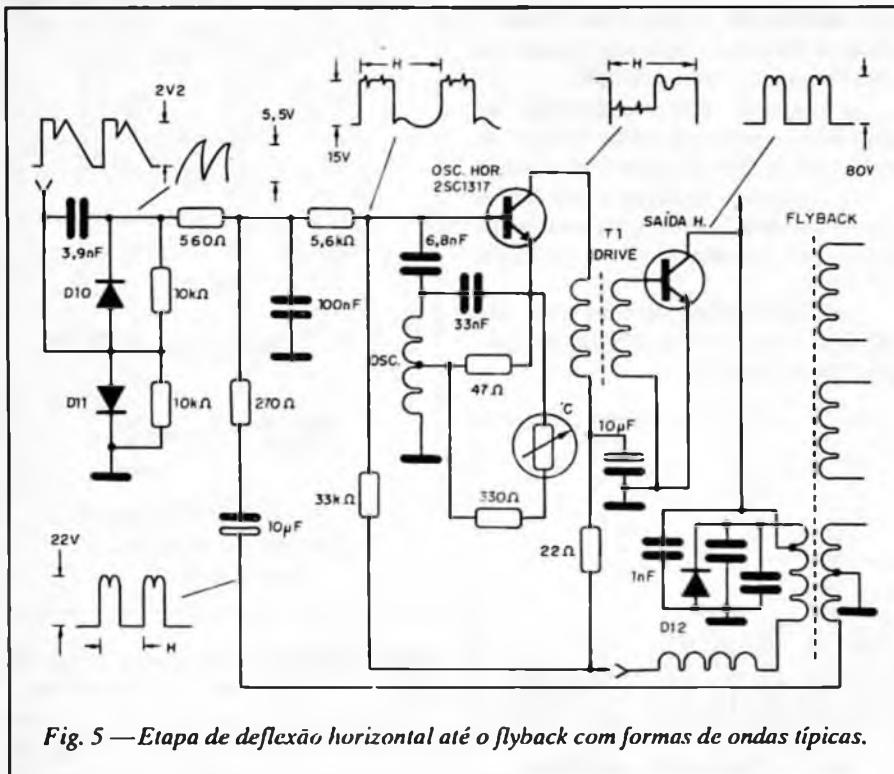 H
H
2V2
5,5V
15V
80V
OSC. HOR.
2SC1317
SAÍDA H.
FLYBACK
T1
DRIVE
560Ω
5,6kΩ
6,8nF
3,9nF
D10
10kΩ
100nF
33nF
OSC.
47Ω
D11
10kΩ
270Ω
°C
10µF
33kΩ
330Ω
22V
10µF
22Ω
1nF
D12
H
Fig. 5 — Etapa de deflexão horizontal até o flyback com formas de ondas típicas.